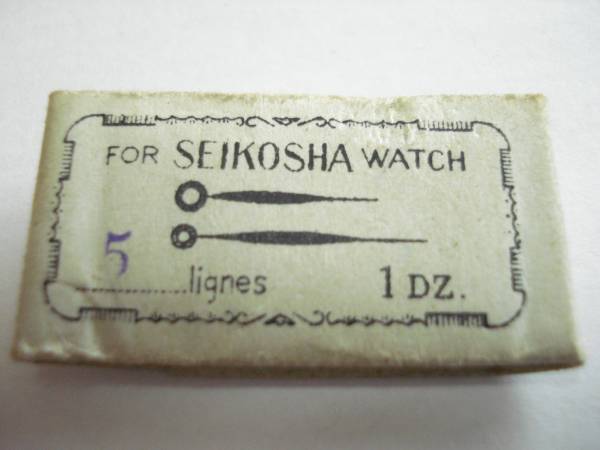 FOR SEIKOSHA WATCH
5
lignes 1 DZ.